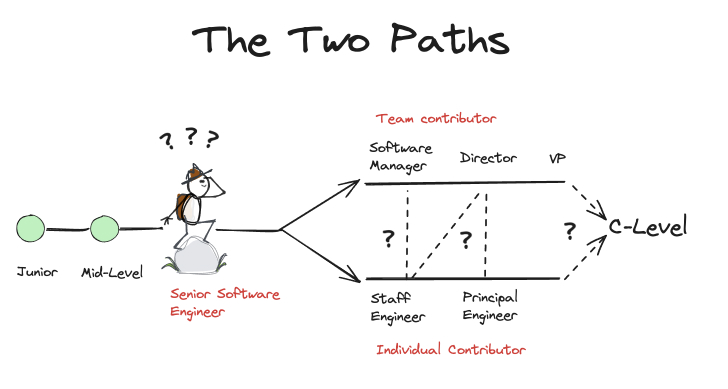 The Two Paths
Team contributor
Software
Manager
Director
VP
? ? ?
?
?
?
C-Level
Junior
Mid-Level
Senior Software
Engineer
Staff
Engineer
Principal
Engineer
Individual Contributor